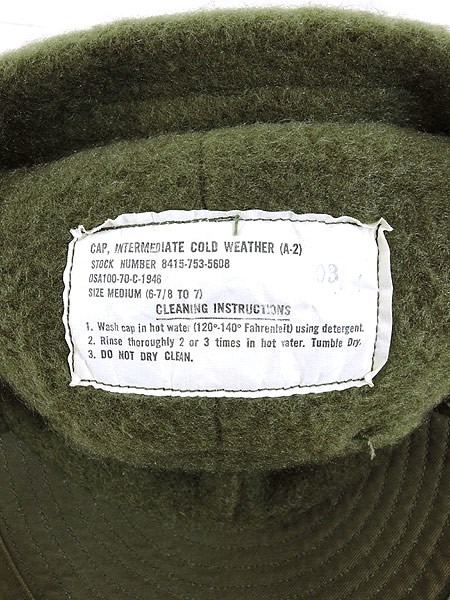 CAP, INTERMEDIATE COLD WEATHER (A-2)
STOCK NUMBER 8415-753-5608
DSA100-70-C-1946
SIZE MEDIUM (6-7/8 TO 7)
CLEANING INSTRUCTIONS
1. Wash cap in hot water (120°-140° Fahrenleit) using detergent.
2. Rinse thoroughly 2 or 3 times in hot water. Tumble Dry.
3. DO NOT DRY CLEAN.